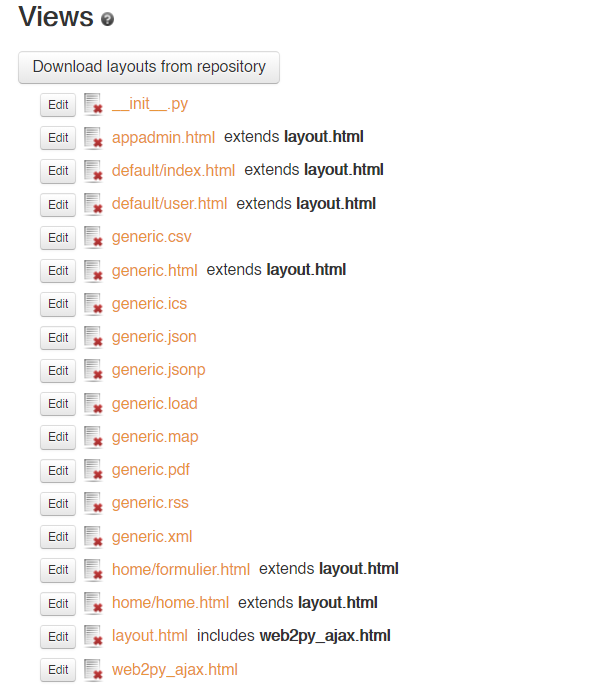 Views ?
Download layouts from repository
Edit __init__.py
Edit appadmin.html extends layout.html
Edit default/index.html extends layout.html
Edit default/user.html extends layout.html
Edit generic.csv
Edit generic.html extends layout.html
Edit generic.ics
Edit generic.json
Edit generic.jsonp
Edit generic.load
Edit generic.map
Edit generic.pdf
Edit generic.rss
Edit generic.xml
Edit home/formulier.html extends layout.html
Edit home/home.html extends layout.html
Edit layout.html includes web2py_ajax.html
Edit web2py_ajax.html